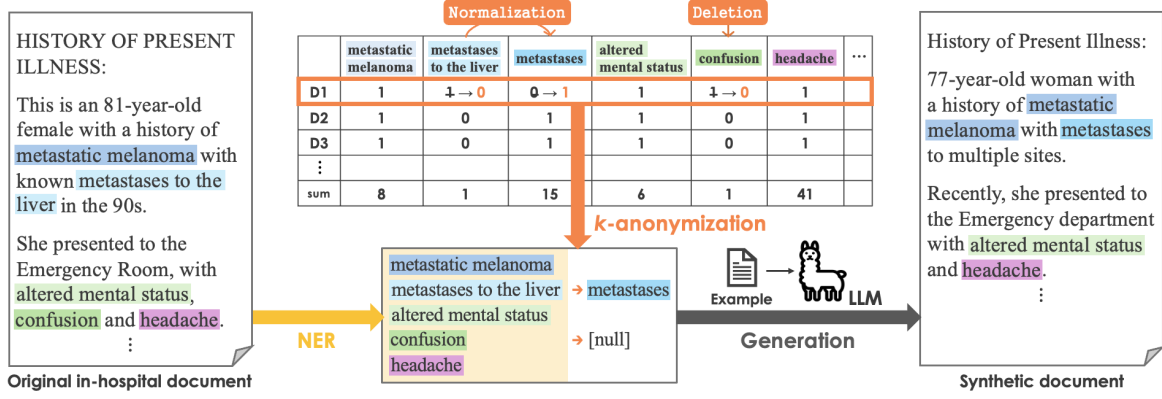 HISTORY OF PRESENT
ILLNESS:
This is an 81-year-old
female with a history of
metastatic melanoma with
known metastases to the
liver in the 90s.
She presented to the
Emergency Room, with
altered mental status,
confusion and headache.
⋮
Original in-hospital document
NER
Normalization
Deletion
metastatic melanoma | metastases to the liver | metastases | altered mental status | confusion | headache | ⋯
D1 | 1 | 1 → 0 | 0 → 1 | 1 | 1 → 0 | 1
D2 | 1 | 0 | 1 | 1 | 0 | 1
D3 | 1 | 0 | 1 | 1 | 0 | 1
⋮
sum | 8 | 1 | 15 | 6 | 1 | 41
k-anonymization
metastatic melanoma
metastases to the liver → metastases
altered mental status
confusion → [null]
headache
Example
LLM
Generation
History of Present Illness:
77-year-old woman with
a history of metastatic
melanoma with metastases
to multiple sites.
Recently, she presented to
the Emergency department
with altered mental status
and headache.
⋮
Synthetic document